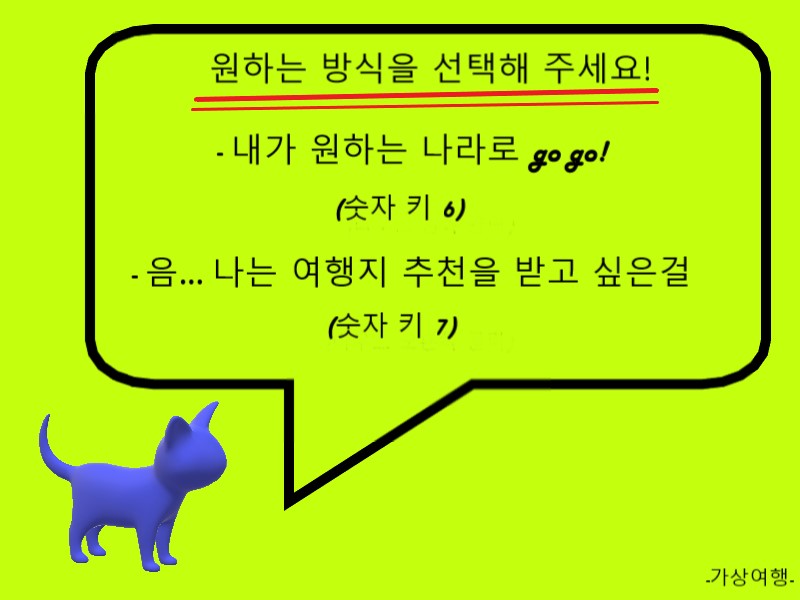 원하는 방식을 선택해 주세요!
- 내가 원하는 나라로 go go!
(숫자 키 6)
- 음... 나는 여행지 추천을 받고 싶은걸
(숫자 키 7)
-가상여행-